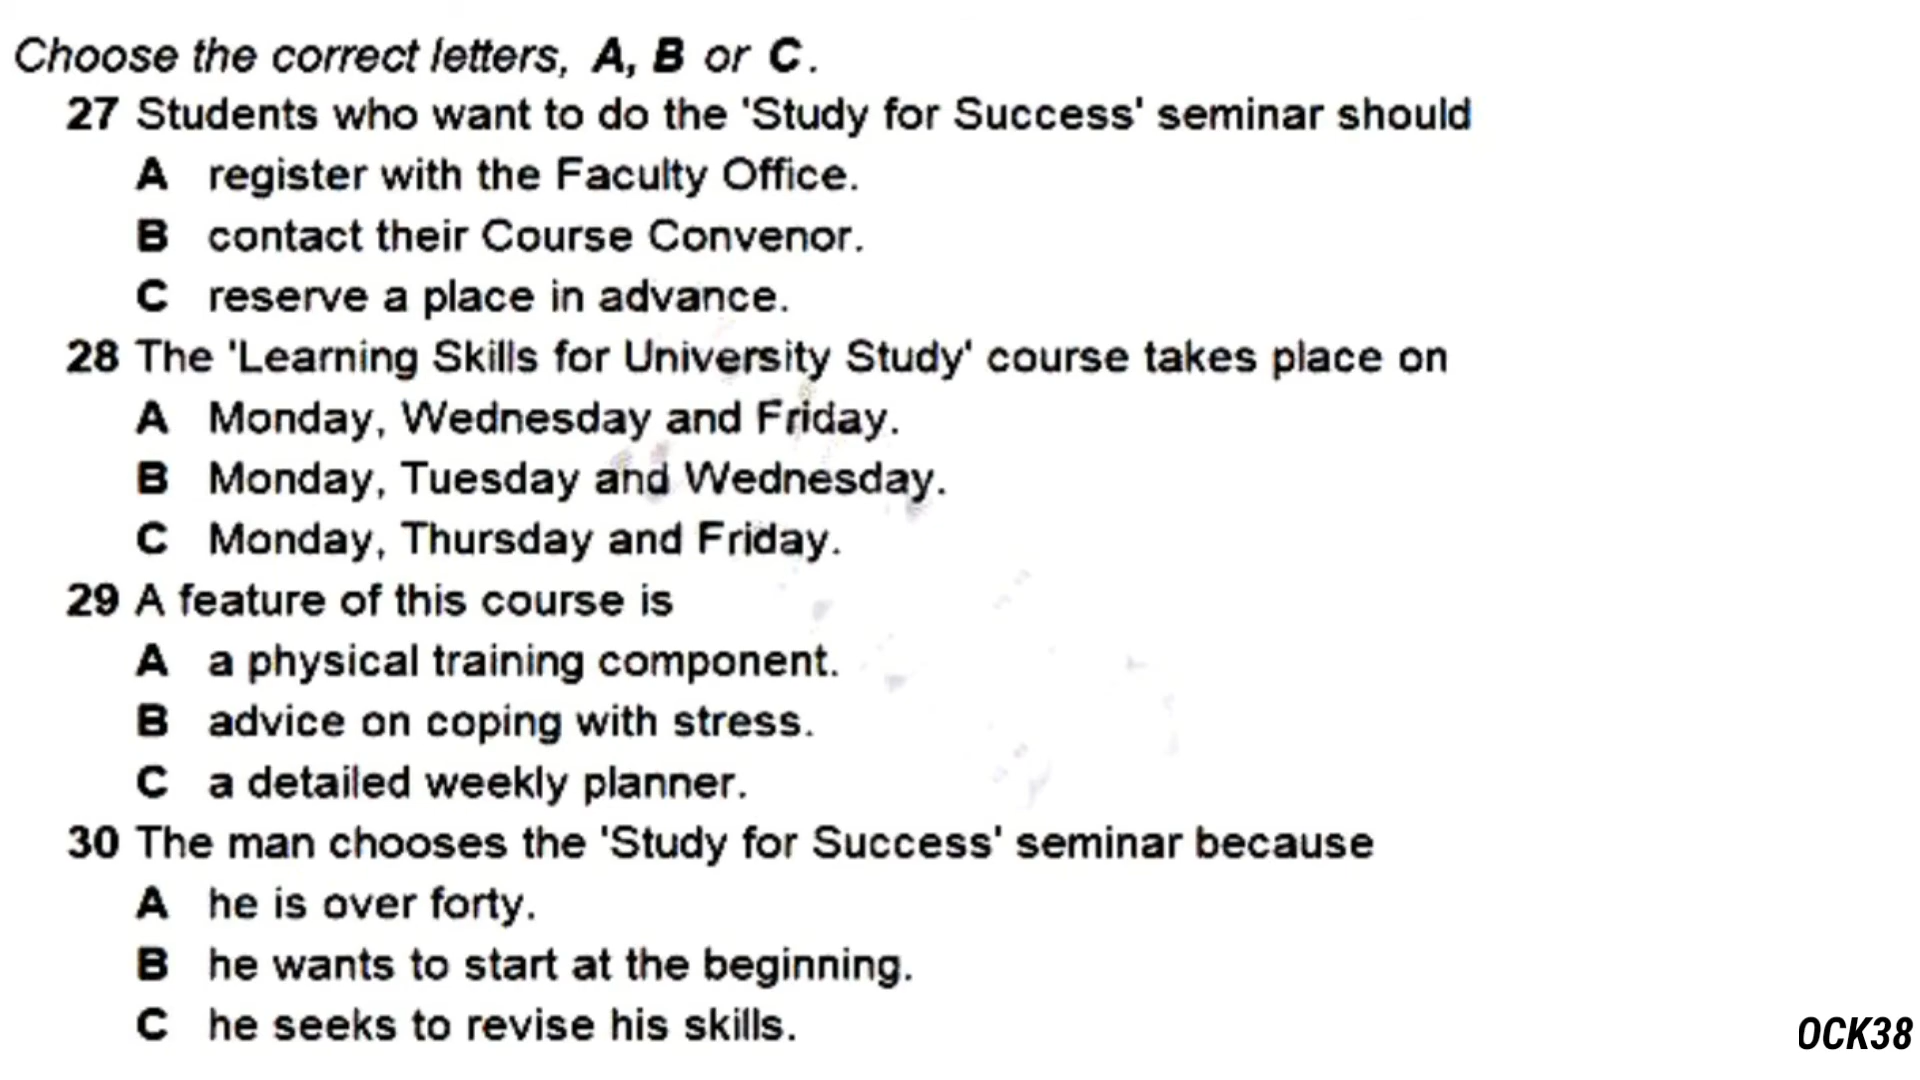 Choose the correct letters, A, B or C.
27 Students who want to do the 'Study for Success' seminar should
A register with the Faculty Office.
B contact their Course Convenor.
C reserve a place in advance.
28 The 'Learning Skills for University Study' course takes place on
A Monday, Wednesday and Friday.
B Monday, Tuesday and Wednesday.
C Monday, Thursday and Friday.
29 A feature of this course is
A a physical training component.
B advice on coping with stress.
C a detailed weekly planner.
30 The man chooses the 'Study for Success' seminar because
A he is over forty.
B he wants to start at the beginning.
C he seeks to revise his skills.
OCK38